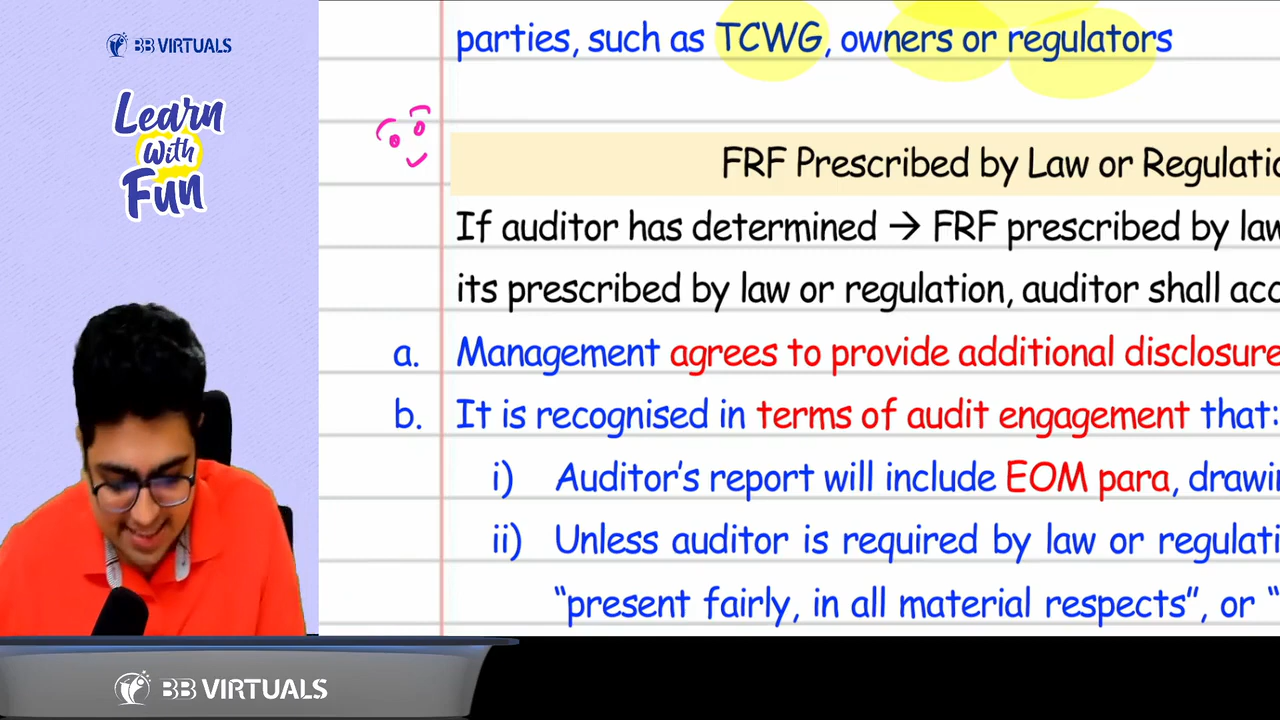 BB VIRTUALS
Learn
With
Fun
parties, such as TCWG, owners or regulators
FRF Prescribed by Law or Regulatio
If auditor has determined → FRF prescribed by law
its prescribed by law or regulation, auditor shall acc
a. Management agrees to provide additional disclosure
b. It is recognised in terms of audit engagement that:
i) Auditor's report will include EOM para, drawi
ii) Unless auditor is required by law or regulati
“present fairly, in all material respects”, or “
BB VIRTUALS